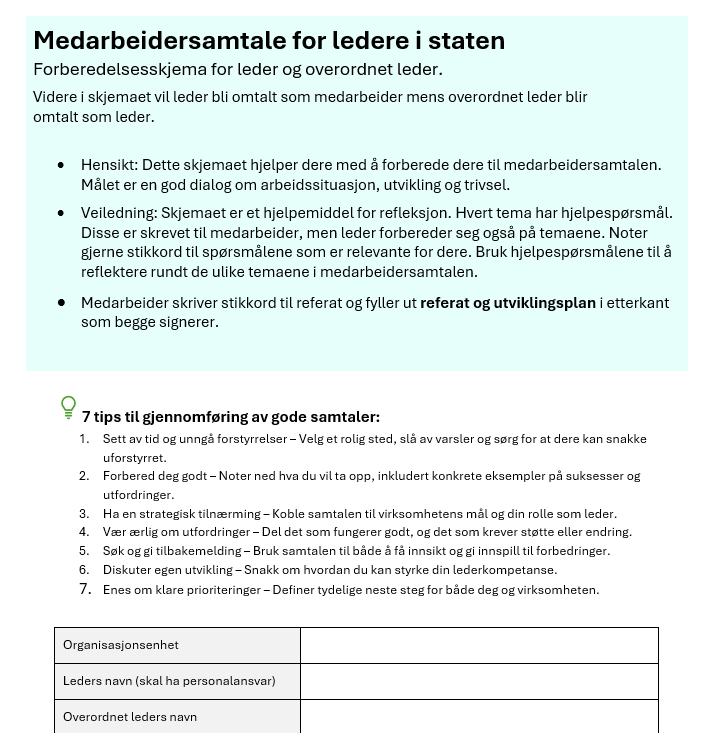 Medarbeidersamtale for ledere i staten
Forberedelsesskjema for leder og overordnet leder.
Videre i skjemaet vil leder bli omtalt som medarbeider mens overordnet leder blir
omtalt som leder.
• Hensikt: Dette skjemaet hjelper dere med å forberede dere til medarbeidersamtalen.
Målet er en god dialog om arbeidssituasjon, utvikling og trivsel.
• Veiledning: Skjemaet er et hjelpemiddel for refleksjon. Hvert tema har hjelpespørsmål.
Disse er skrevet til medarbeider, men leder forbereder seg også på temaene. Noter
gjerne stikkord til spørsmålene som er relevante for dere. Bruk hjelpespørsmålene til å
reflektere rundt de ulike temaene i medarbeidersamtalen.
• Medarbeider skriver stikkord til referat og fyller ut referat og utviklingsplan i etterkant
som begge signerer.
7 tips til gjennomføring av gode samtaler:
1. Sett av tid og unngå forstyrrelser – Velg et rolig sted, slå av varsler og sørg for at dere kan snakke
uforstyrret.
2. Forbered deg godt – Noter ned hva du vil ta opp, inkludert konkrete eksempler på suksesser og
utfordringer.
3. Ha en strategisk tilnærming – Koble samtalen til virksomhetens mål og din rolle som leder.
4. Vær ærlig om utfordringer – Del det som fungerer godt, og det som krever støtte eller endring.
5. Søk og gi tilbakemelding – Bruk samtalen til både å få innsikt og gi innspill til forbedringer.
6. Diskuter egen utvikling – Snakk om hvordan du kan styrke din lederkompetanse.
7. Enes om klare prioriteringer – Definer tydelige neste steg for både deg og virksomheten.
Organisasjonsenhet
Leders navn (skal ha personalansvar)
Overordnet leders navn